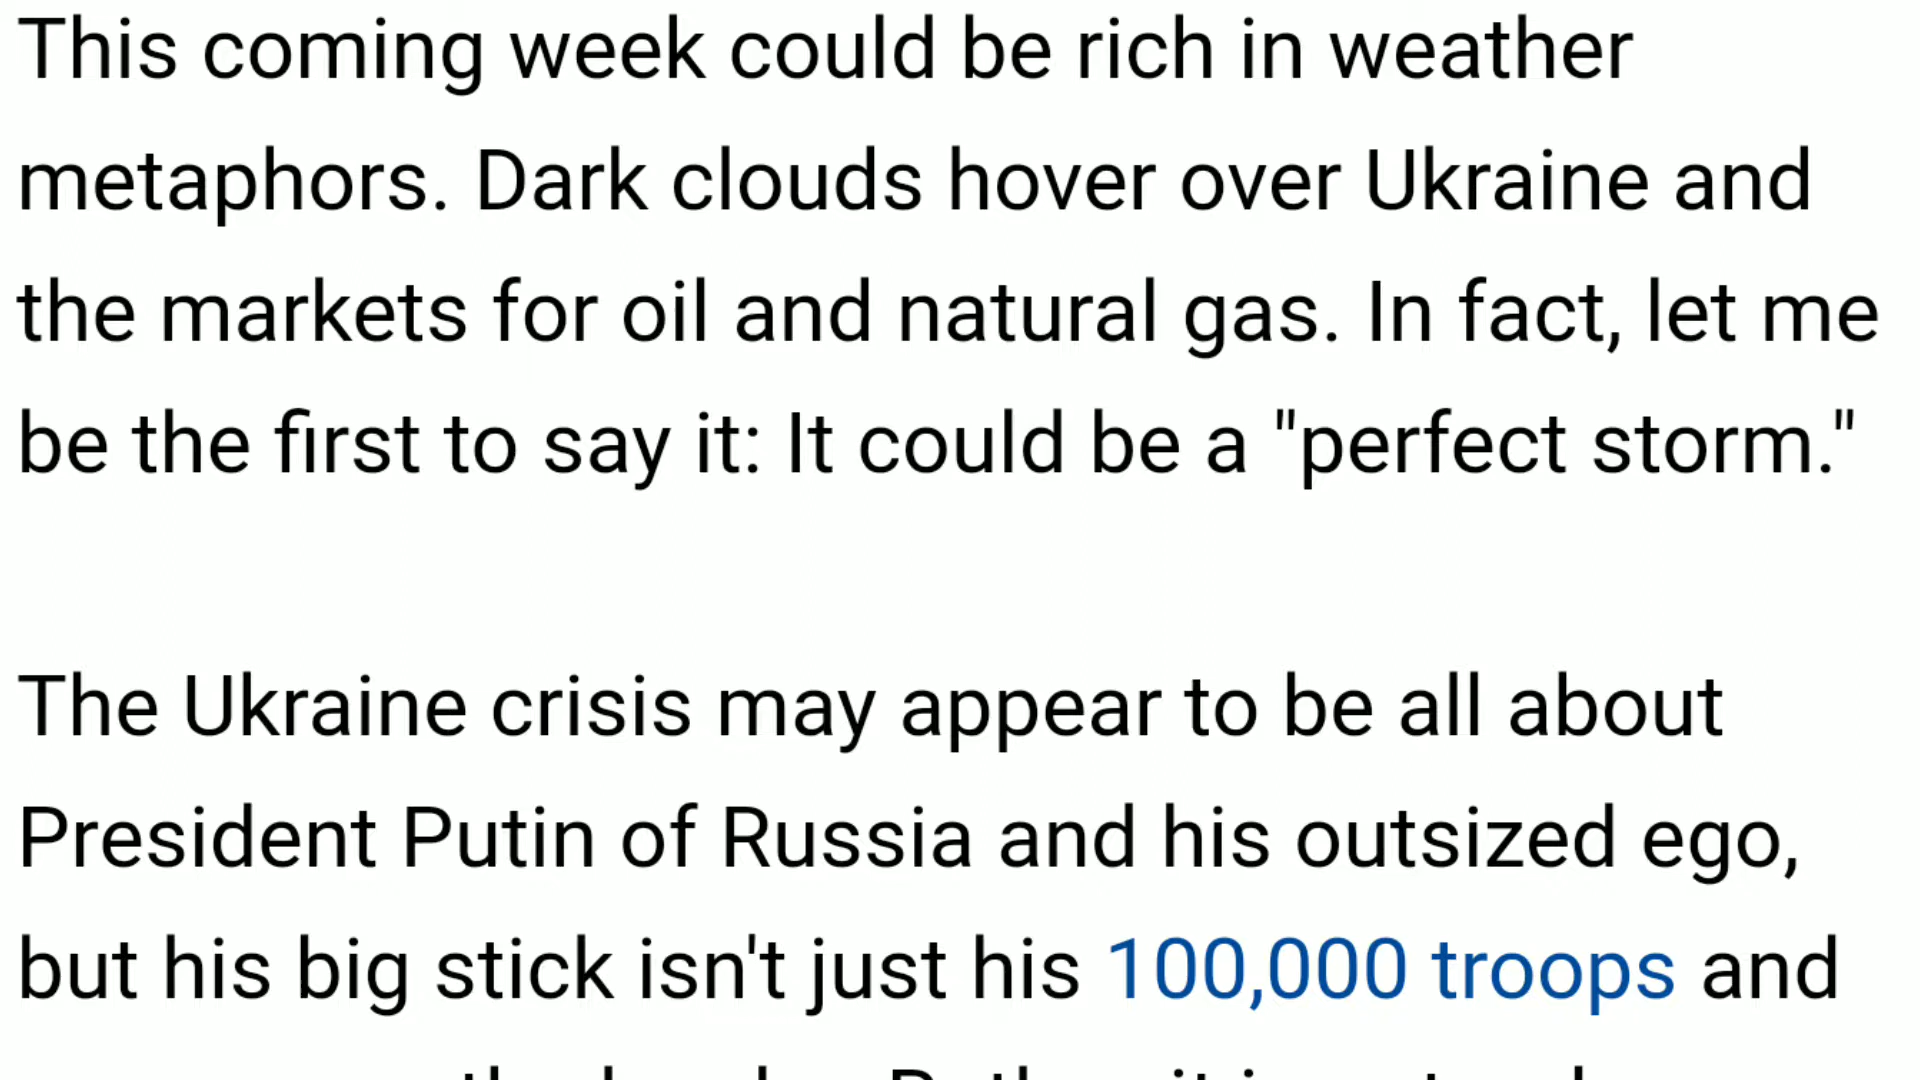 This coming week could be rich in weather
metaphors. Dark clouds hover over Ukraine and
the markets for oil and natural gas. In fact, let me
be the first to say it: It could be a "perfect storm."
The Ukraine crisis may appear to be all about
President Putin of Russia and his outsized ego,
but his big stick isn't just his 100,000 troops and